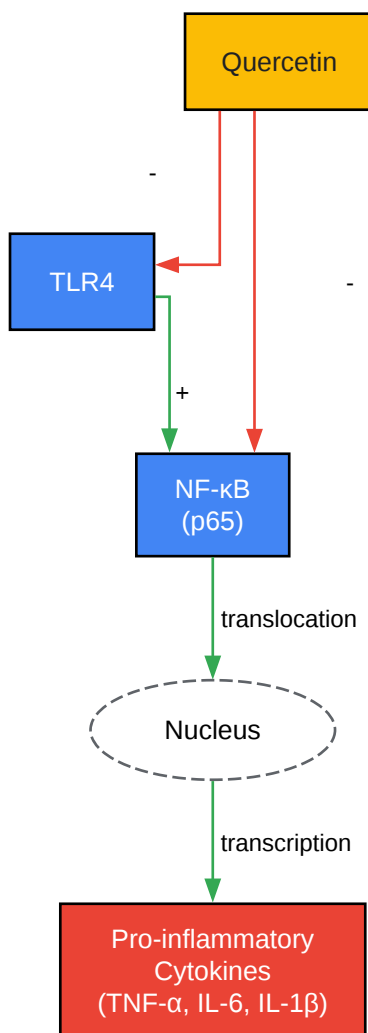 Quercetin
-
TLR4
-
+
NF-κB
(p65)
translocation
Nucleus
transcription
Pro-inflammatory
Cytokines
(TNF-α, IL-6, IL-1β)